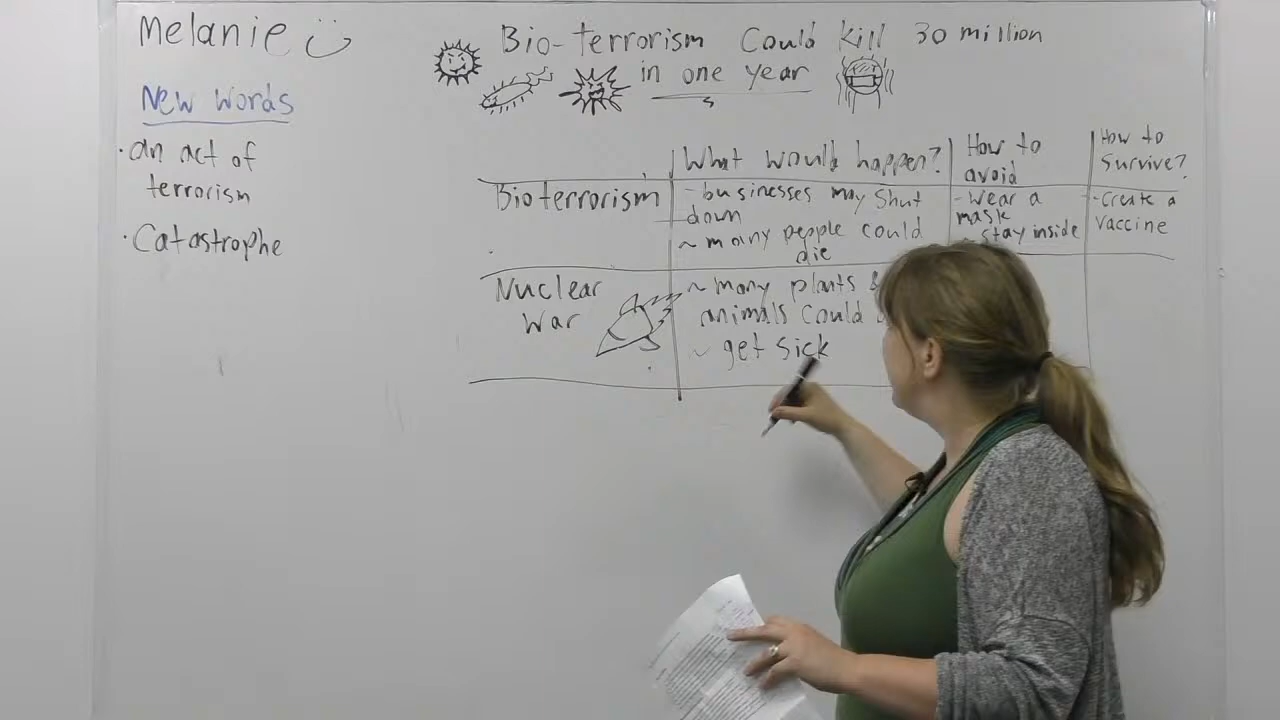 Melanie
Bio-terrorism Could kill 30 million
in one year
New words
• an act of
terrorism
• Catastrophe
What would happen?
How to
avoid
How to
Survive?
Bioterrorism
- businesses may shut
down
~ many people could
die
- wear a
mask
- stay inside
- Create a
vaccine
Nuclear
War
~ many plants &
animals could
~ get sick